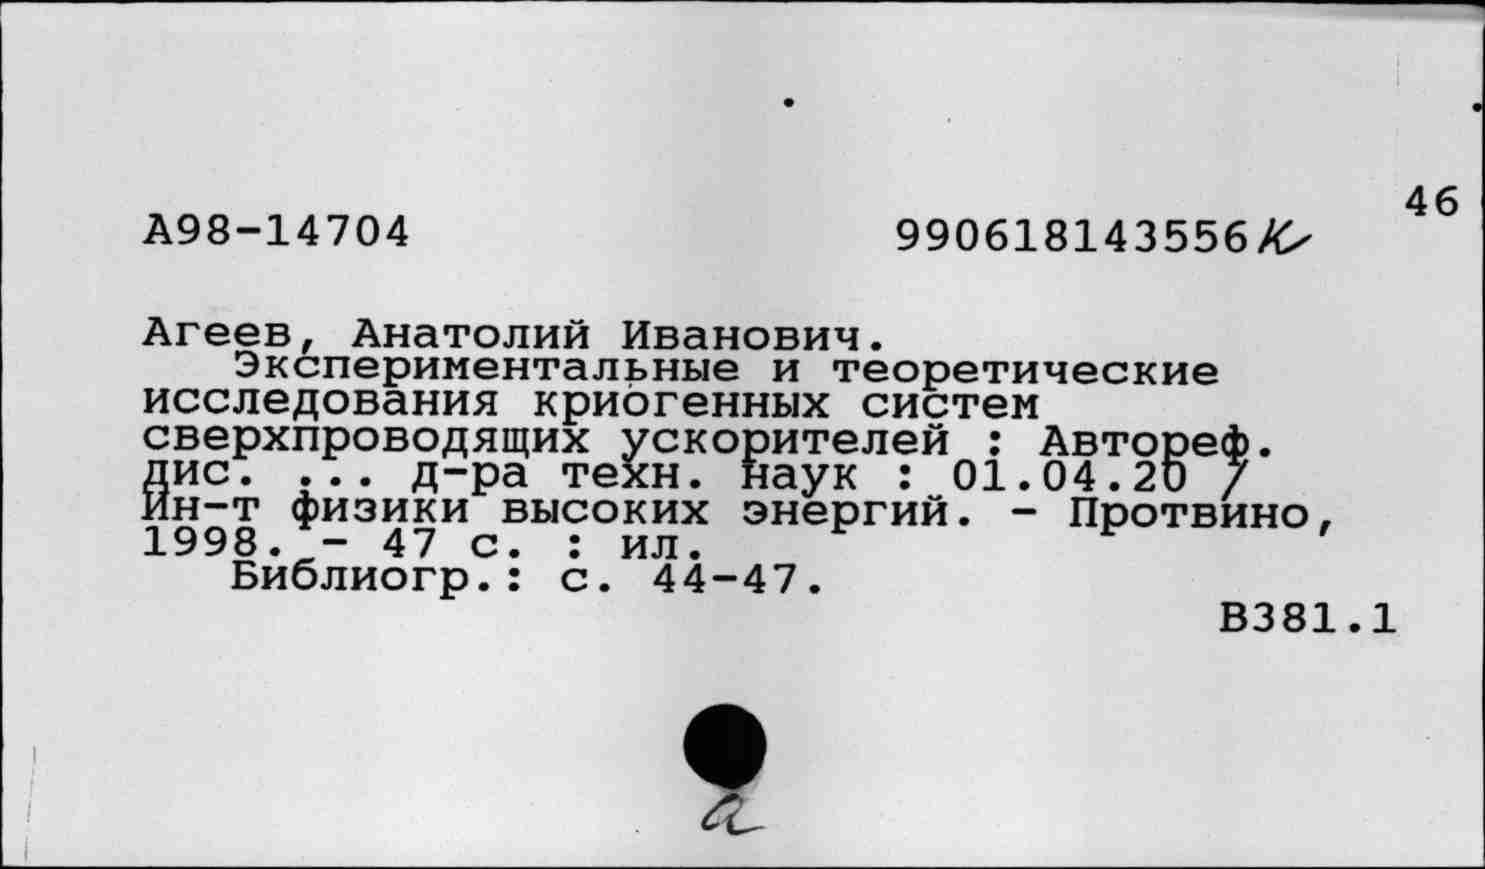 46
А98-14704 990618143556К
Агеев, Анатолий Иванович.
Экспериментальные и теоретические
исследования криогенных систем
сверхпроводящих ускорителей : Автореф.
дис. ... д-ра техн. наук : 01.04.20 /
Ин-т физики высоких энергий. - Протвино,
1998. - 47 с. : ил.
Библиогр.: с. 44-47.
В381.1
а